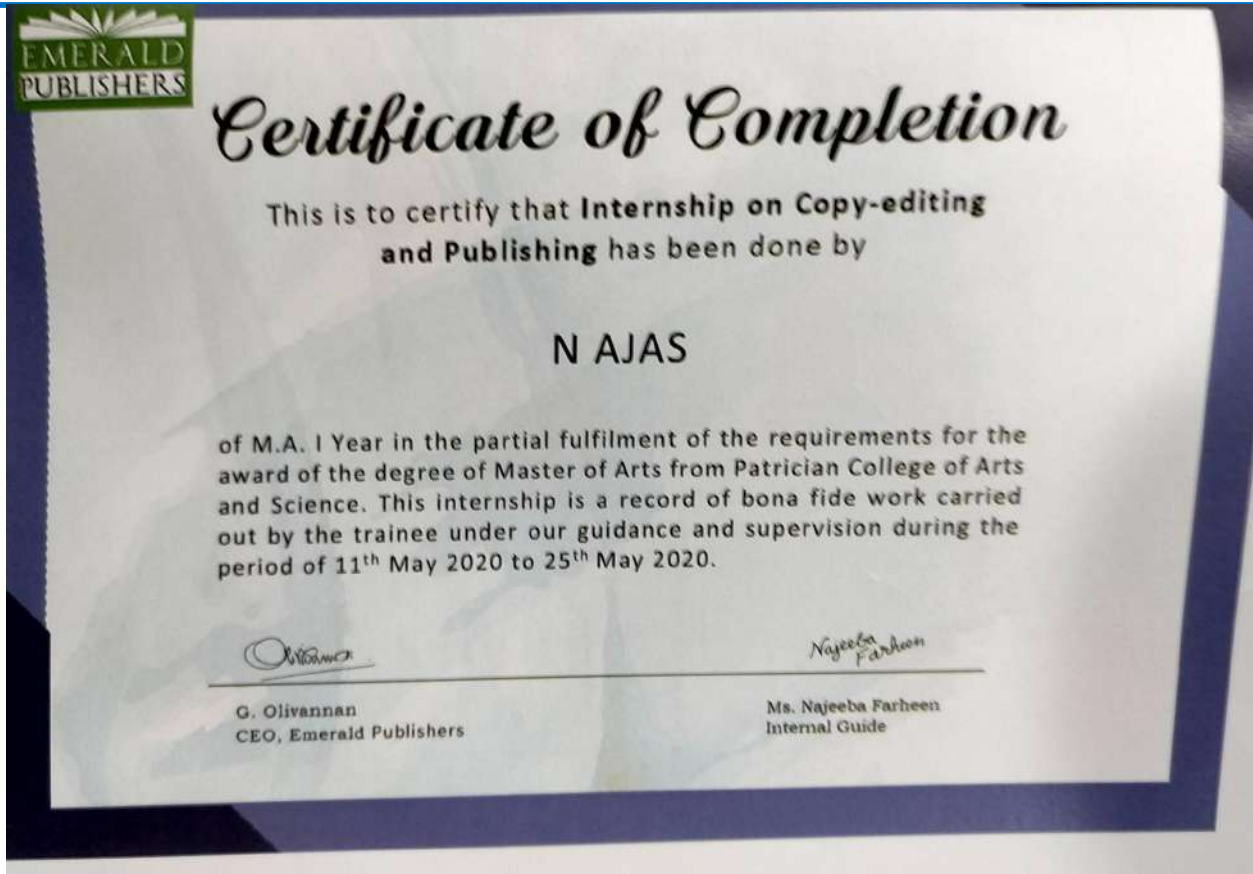 EMERALD
PUBLISHERS
Certificate of Completion
This is to certify that Internship on Copy-editing
and Publishing has been done by
N AJAS
of M.A. I Year in the partial fulfilment of the requirements for the
award of the degree of Master of Arts from Patrician College of Arts
and Science. This internship is a record of bona fide work carried
out by the trainee under our guidance and supervision during the
period of 11th May 2020 to 25th May 2020.
Najeeba
Farheen
G. Olivannan
CEO, Emerald Publishers
Ms. Najeeba Farheen
Internal Guide